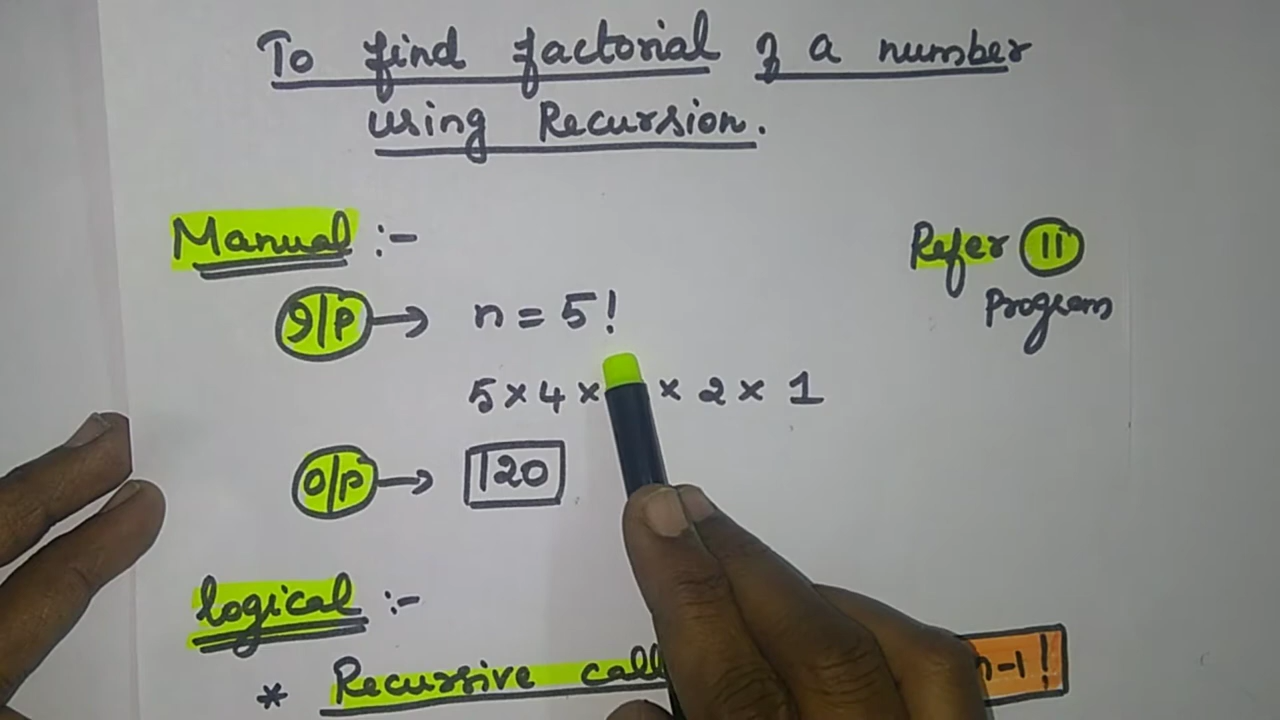 To find factorial of a number
using Recursion.
Manual :-
Refer 11
Program
I/P → n = 5!
5 × 4 × × 2 × 1
O/P → 120
logical :-
* Recursive call n-1!